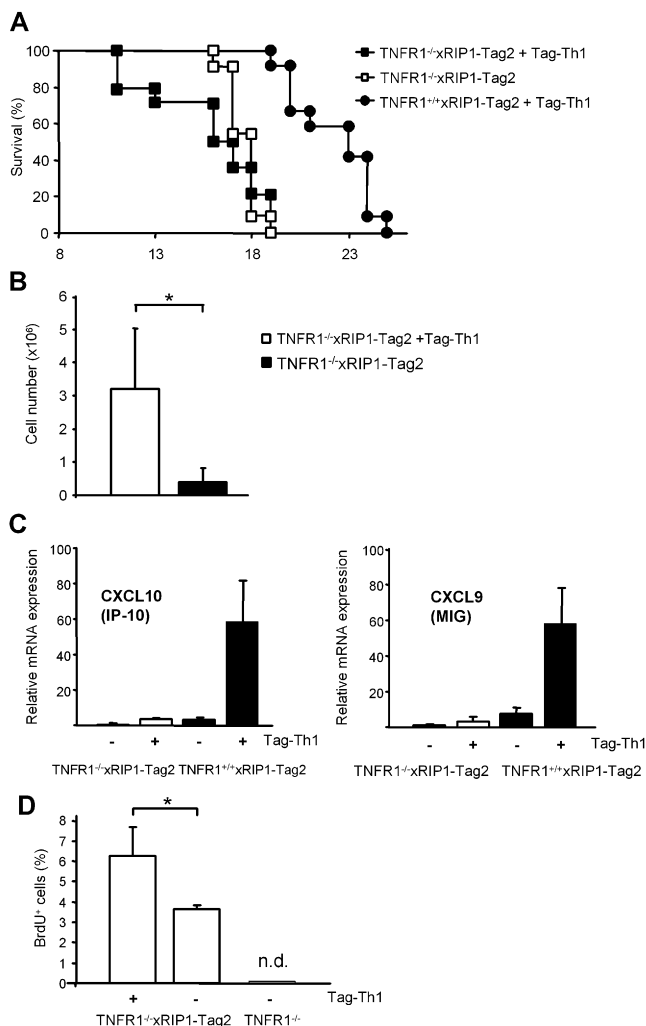 A
TNFR1-/-xRIP1-Tag2 + Tag-Th1
TNFR1-/-xRIP1-Tag2
TNFR1+/+xRIP1-Tag2 + Tag-Th1
Survival (%)
100
80
60
40
20
0
8
13
18
23
B
*
Cell number (x10⁶)
6
5
4
3
2
1
0
TNFR1-/-xRIP1-Tag2 +Tag-Th1
TNFR1-/-xRIP1-Tag2
C
Relative mRNA expression
100
80
60
40
20
CXCL10
(IP-10)
- + - + Tag-Th1
TNFR1-/-xRIP1-Tag2 TNFR1+/+xRIP1-Tag2
Relative mRNA expression
100
80
60
40
20
CXCL9
(MIG)
- + - + Tag-Th1
TNFR1-/-xRIP1-Tag2 TNFR1+/+xRIP1-Tag2
D
*
BrdU+ cells (%)
8
7
6
5
4
3
2
1
0
n.d.
+ - - Tag-Th1
TNFR1-/-xRIP1-Tag2 TNFR1-/-